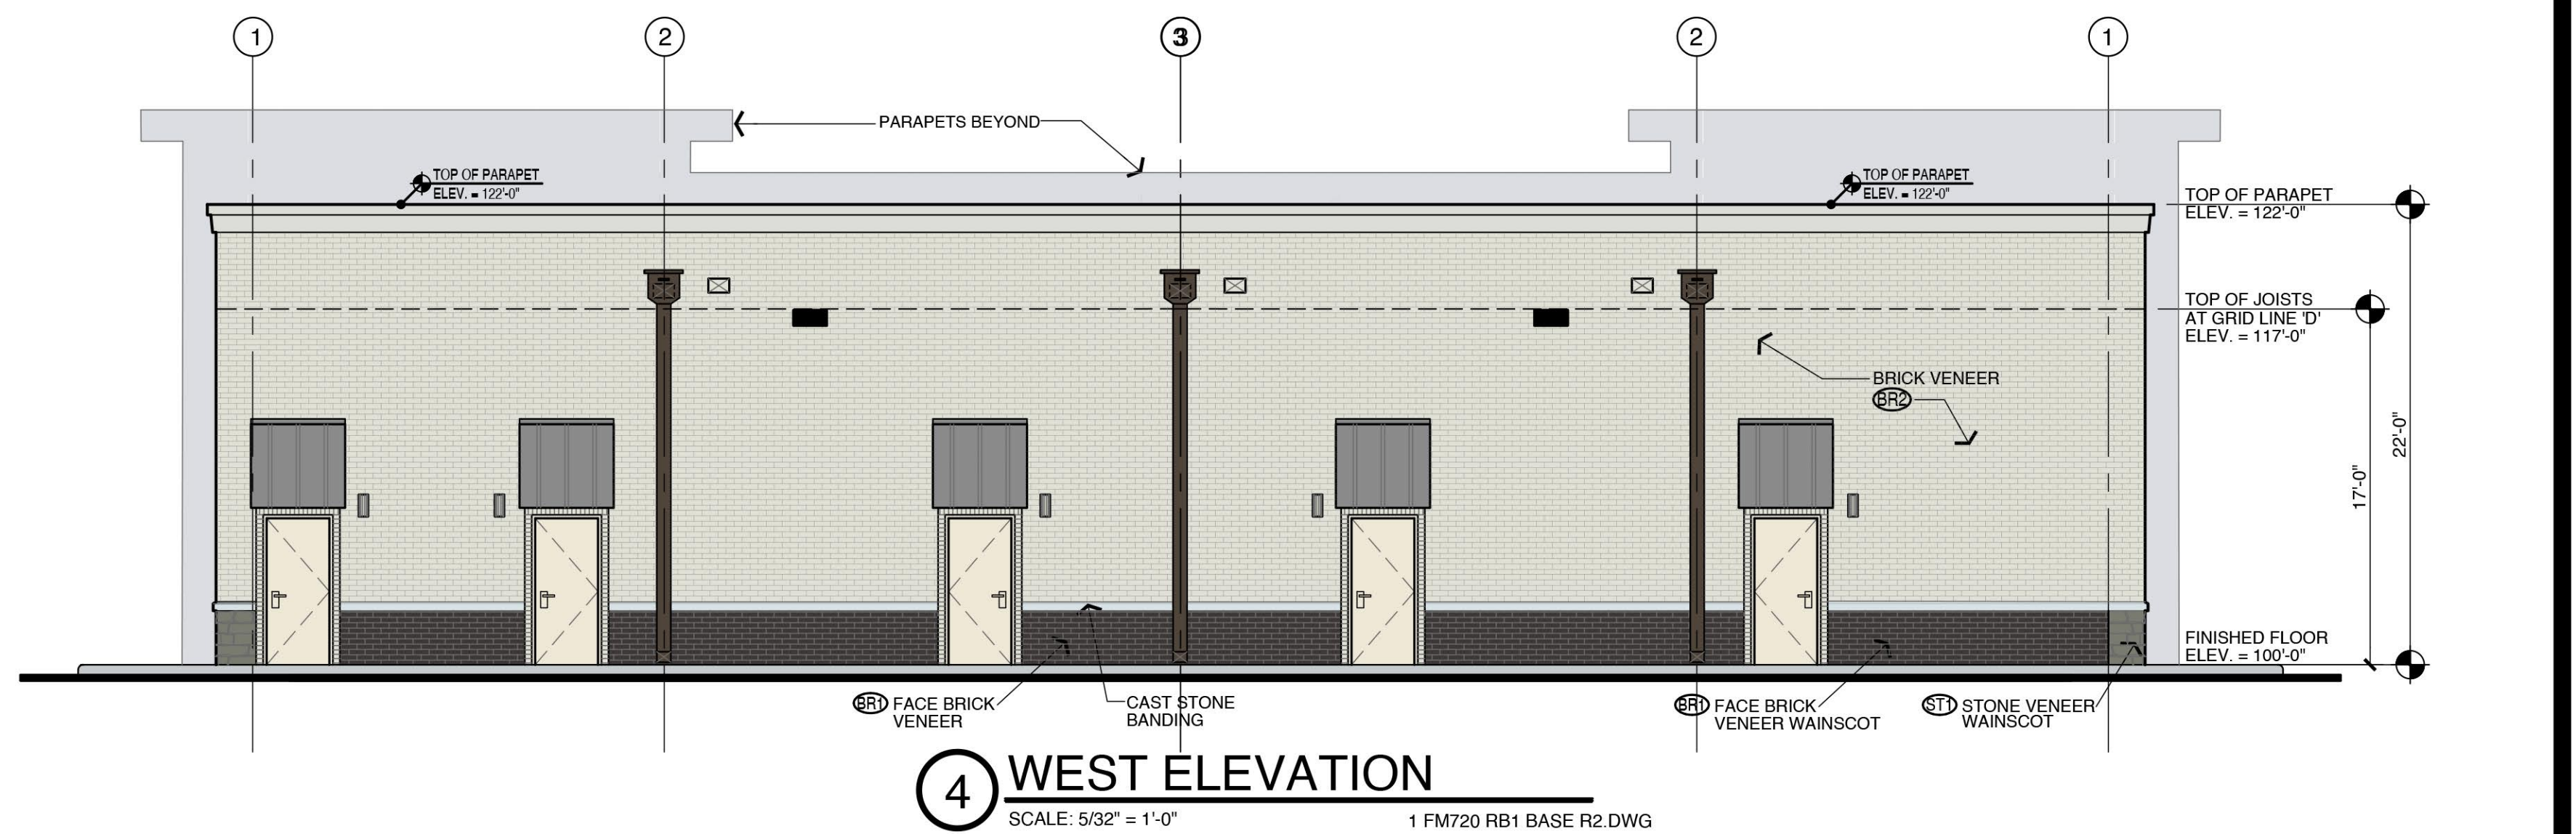 1
2
3
2
1
PARAPETS BEYOND
TOP OF PARAPET
ELEV. = 122'-0"
TOP OF PARAPET
ELEV. = 122'-0"
TOP OF PARAPET
ELEV. = 122'-0"
TOP OF JOISTS
AT GRID LINE 'D'
ELEV. = 117'-0"
BRICK VENEER
BR2
17'-0"
22'-0"
FINISHED FLOOR
ELEV. = 100'-0"
BR1 FACE BRICK
VENEER
CAST STONE
BANDING
BR1 FACE BRICK
VENEER WAINSCOT
ST1 STONE VENEER
WAINSCOT
4 WEST ELEVATION
SCALE: 5/32" = 1'-0"
1 FM720 RB1 BASE R2.DWG